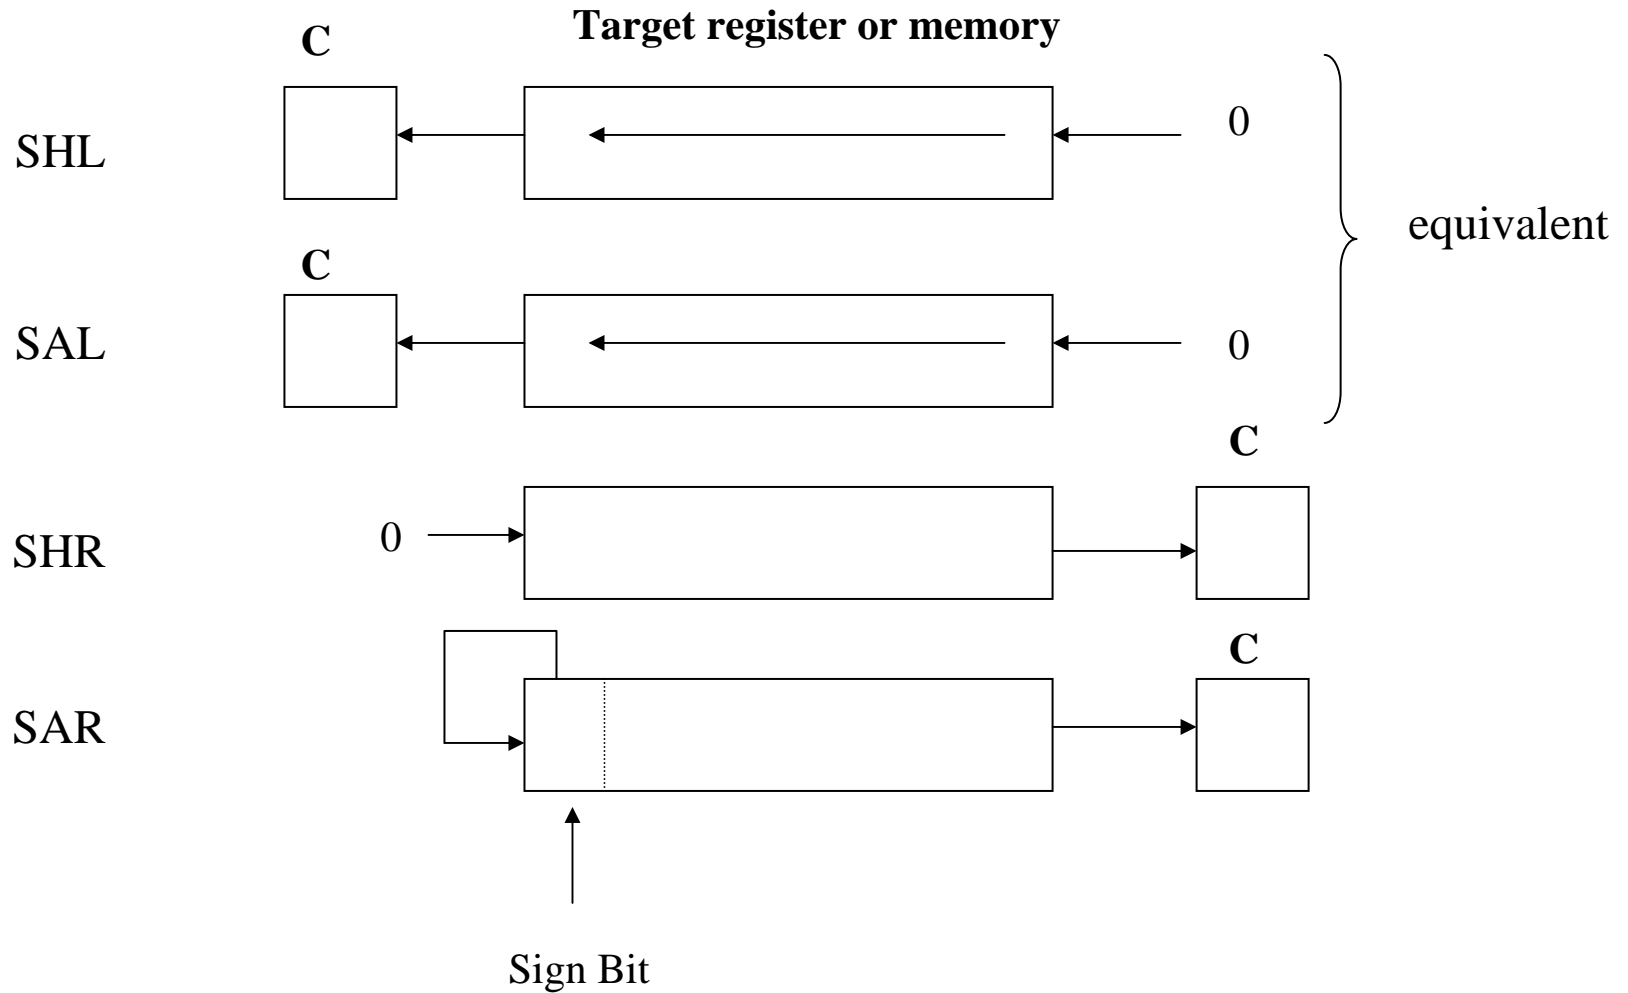 Target register or memory
C
SHL
0
equivalent
C
SAL
0
C
SHR
0
C
SAR
Sign Bit